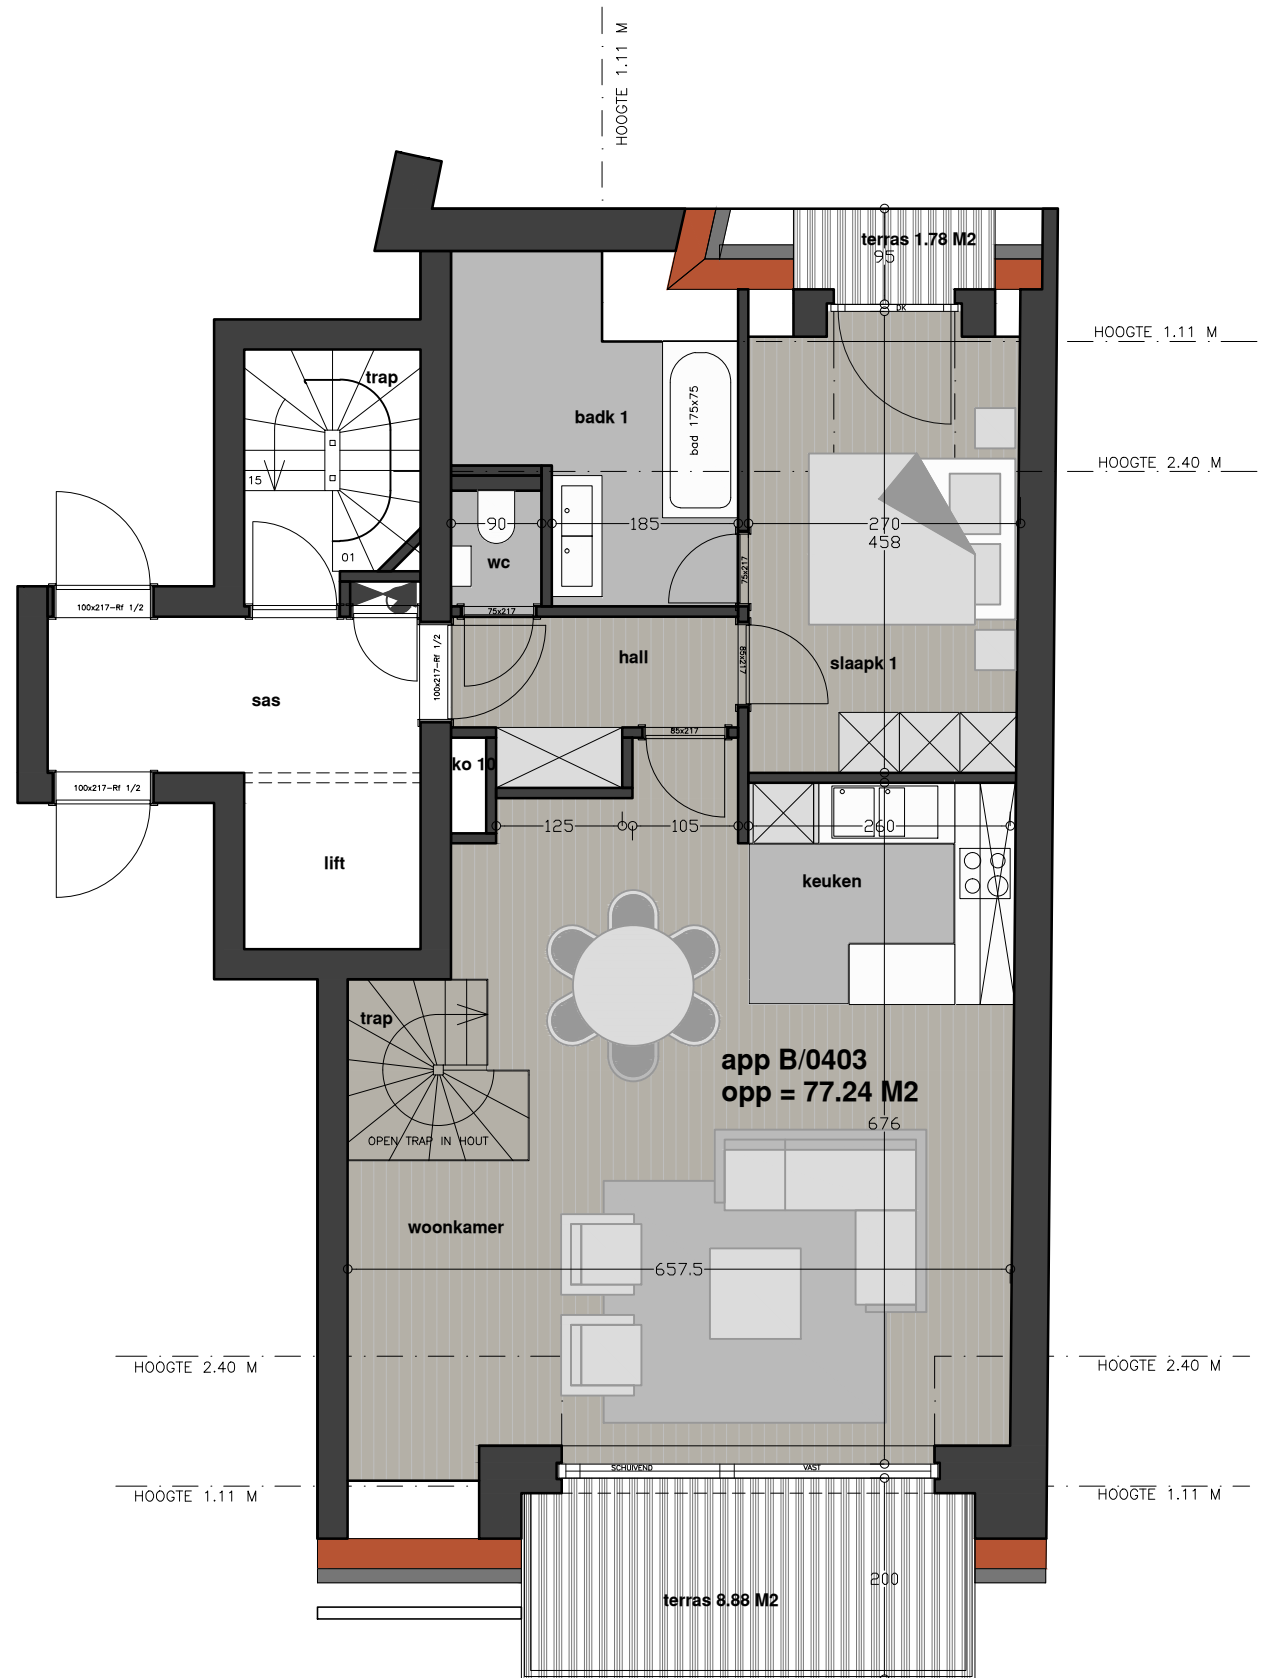 HOOGTE 1.11 M
terras 1.78 M2
95
DK
HOOGTE 1.11 M
trap
badk 1
bad 175x75
HOOGTE 2.40 M
15
01
90
185
270
458
wc
75x217
75x217
100x217-Rf 1/2
100x217-Rf 1/2
hall
85x217
slaapk 1
sas
85x217
ko 10
100x217-Rf 1/2
125
105
260
lift
keuken
trap
app B/0403
opp = 77.24 M2
676
OPEN TRAP IN HOUT
woonkamer
657.5
HOOGTE 2.40 M
HOOGTE 2.40 M
SCHUIVEND
VAST
HOOGTE 1.11 M
HOOGTE 1.11 M
200
terras 8.88 M2